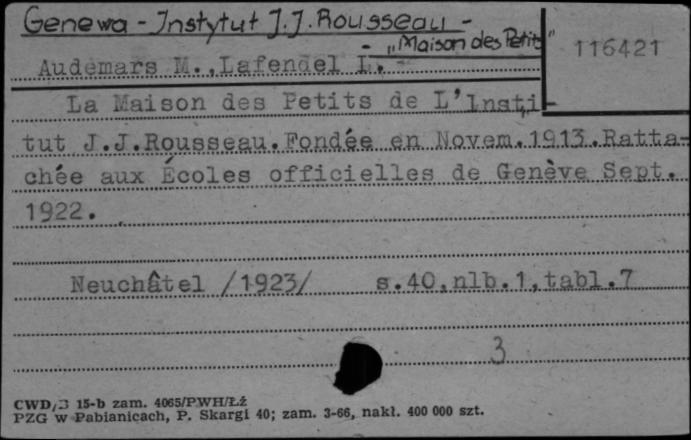 Genewa - Instytut J.J. Rousseau -
„Maison des Petits"
116421
Audemars M., Lafendel L. -
La Maison des Petits de L'Insti-
tut J.J.Rousseau.Fondée en Novem.1913.Ratta-
chée aux Écoles officielles de Genève Sept.
1922.
Neuchâtel /1923/ s.40,nlb.1,tabl.7
3
CWD/3 15-b zam. 4065/PWH/Łż
PZG w Pabianicach, P. Skargi 40; zam. 3-66, nakł. 400 000 szt.